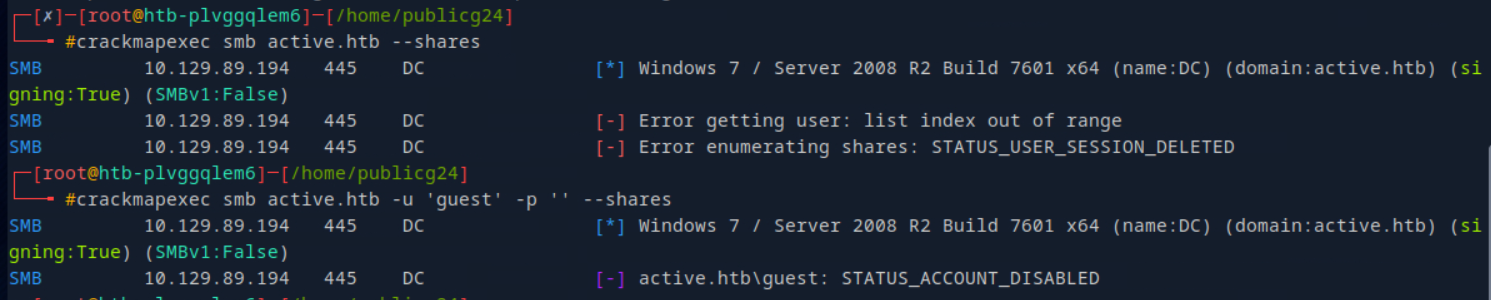 ┌─[✗]─[root@htb-plvggqlem6]─[/home/publicg24]
└──╼ #crackmapexec smb active.htb --shares
SMB 10.129.89.194 445 DC [*] Windows 7 / Server 2008 R2 Build 7601 x64 (name:DC) (domain:active.htb) (si
gning:True) (SMBv1:False)
SMB 10.129.89.194 445 DC [-] Error getting user: list index out of range
SMB 10.129.89.194 445 DC [-] Error enumerating shares: STATUS_USER_SESSION_DELETED
┌─[root@htb-plvggqlem6]─[/home/publicg24]
└──╼ #crackmapexec smb active.htb -u 'guest' -p '' --shares
SMB 10.129.89.194 445 DC [*] Windows 7 / Server 2008 R2 Build 7601 x64 (name:DC) (domain:active.htb) (si
gning:True) (SMBv1:False)
SMB 10.129.89.194 445 DC [-] active.htb\guest: STATUS_ACCOUNT_DISABLED